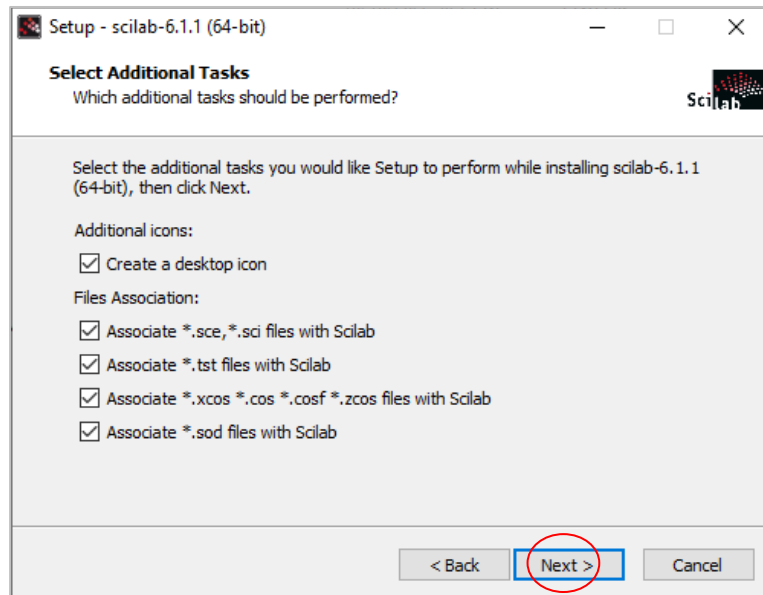 Setup - scilab-6.1.1 (64-bit)
Select Additional Tasks
Which additional tasks should be performed?
Scilab
Select the additional tasks you would like Setup to perform while installing scilab-6.1.1
(64-bit), then click Next.
Additional icons:
Create a desktop icon
Files Association:
Associate *.sce,*.sci files with Scilab
Associate *.tst files with Scilab
Associate *.xcos *.cos *.cosf *.zcos files with Scilab
Associate *.sod files with Scilab
< Back Next > Cancel